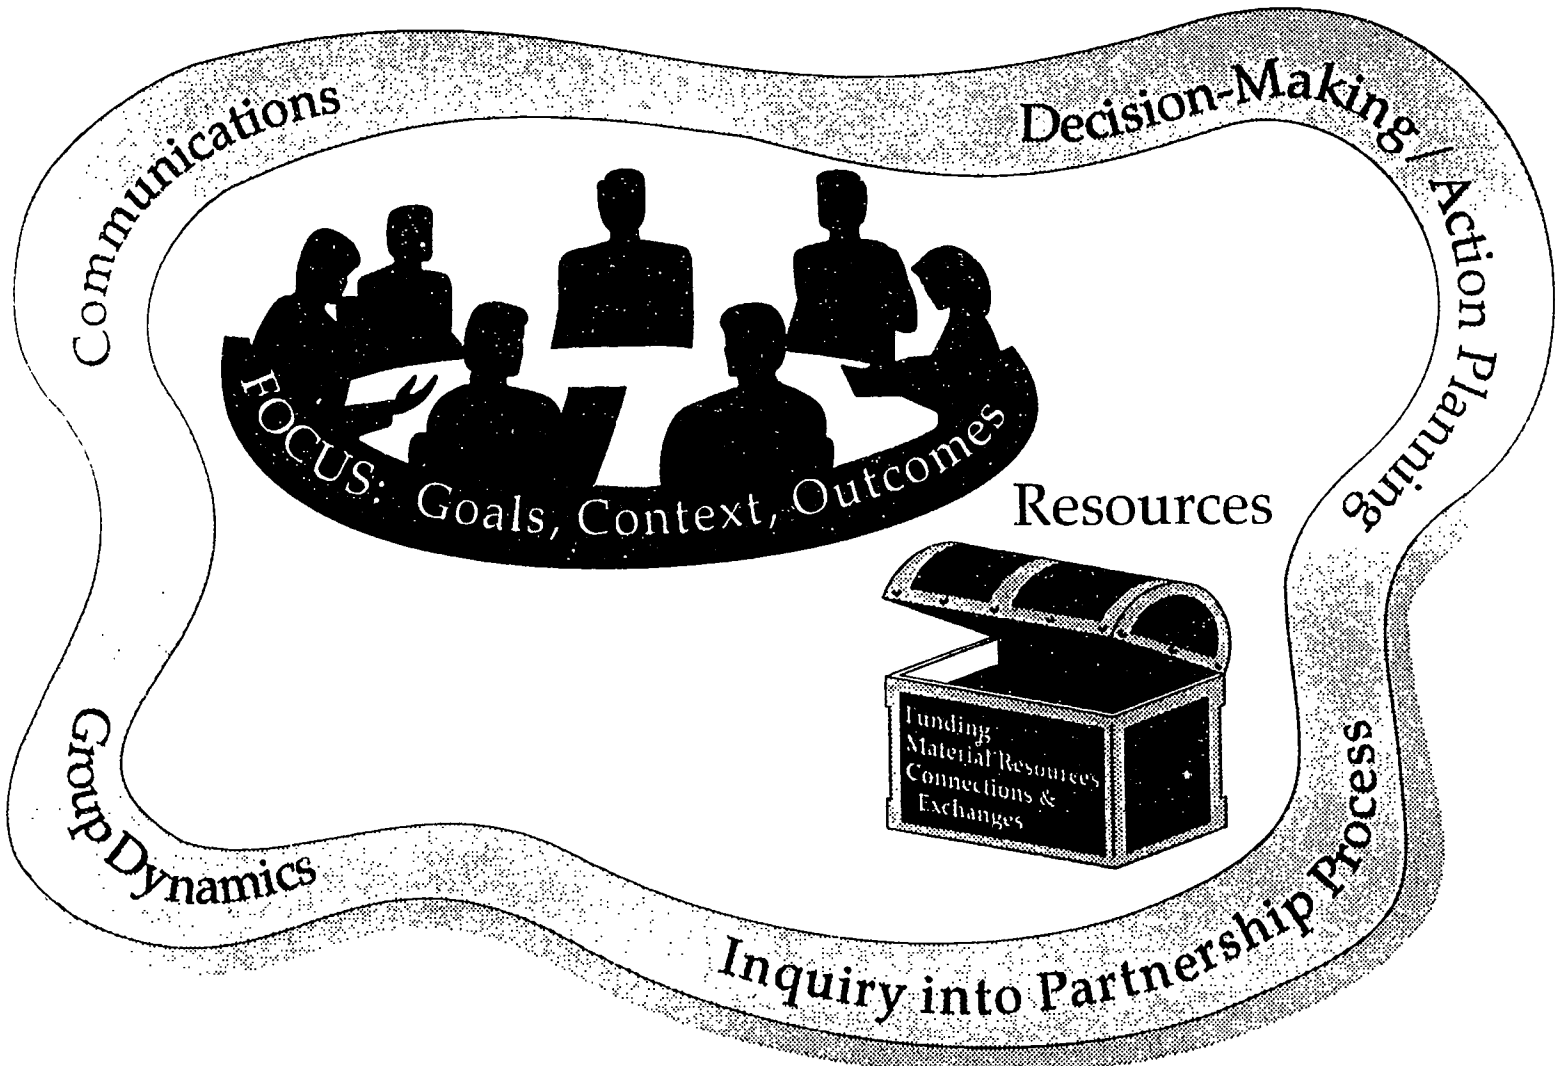 Communications
Decision-Making / Action Planning
FOCUS: Goals, Context, Outcomes
Resources
Funding
Material Resources
Connections &
Exchanges
Group Dynamics
Inquiry into Partnership Process